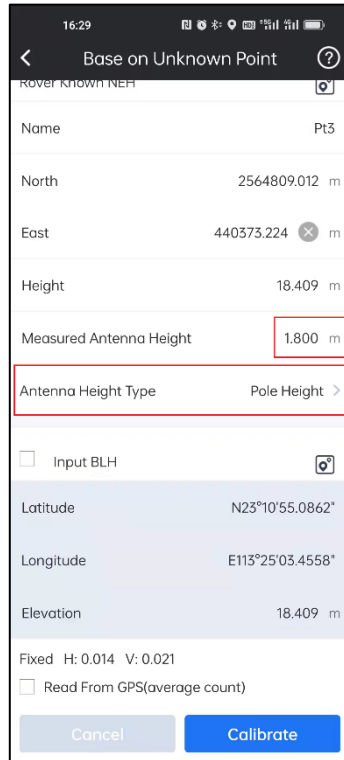 16:29
Base on Unknown Point
Rover Known NEH
Name Pt3
North 2564809.012 m
East 440373.224 m
Height 18.409 m
Measured Antenna Height 1.800 m
Antenna Height Type Pole Height
Input BLH
Latitude N23°10'55.0862"
Longitude E113°25'03.4558"
Elevation 18.409 m
Fixed H: 0.014 V: 0.021
Read From GPS(average count)
Cancel Calibrate